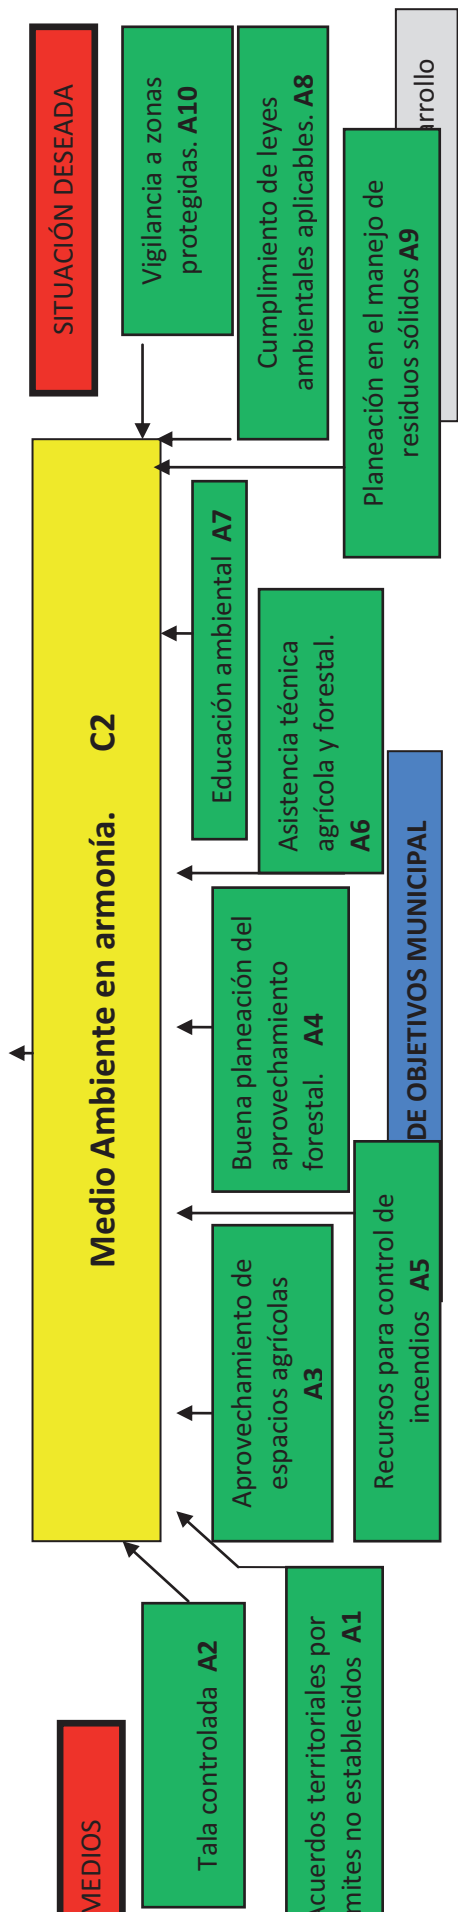 SITUACIÓN DESEADA
Medio Ambiente en armonía. C2
MEDIOS
Tala controlada A2
Acuerdos territoriales por
mites no establecidos A1
Aprovechamiento de
espacios agrícolas
A3
Recursos para control de
incendios A5
Buena planeación del
aprovechamiento
forestal. A4
Asistencia técnica
agrícola y forestal.
A6
Educación ambiental A7
Vigilancia a zonas
protegidas. A10
Cumplimiento de leyes
ambientales aplicables. A8
Planeación en el manejo de
residuos sólidos A9
DE OBJETIVOS MUNICIPAL
arrollo